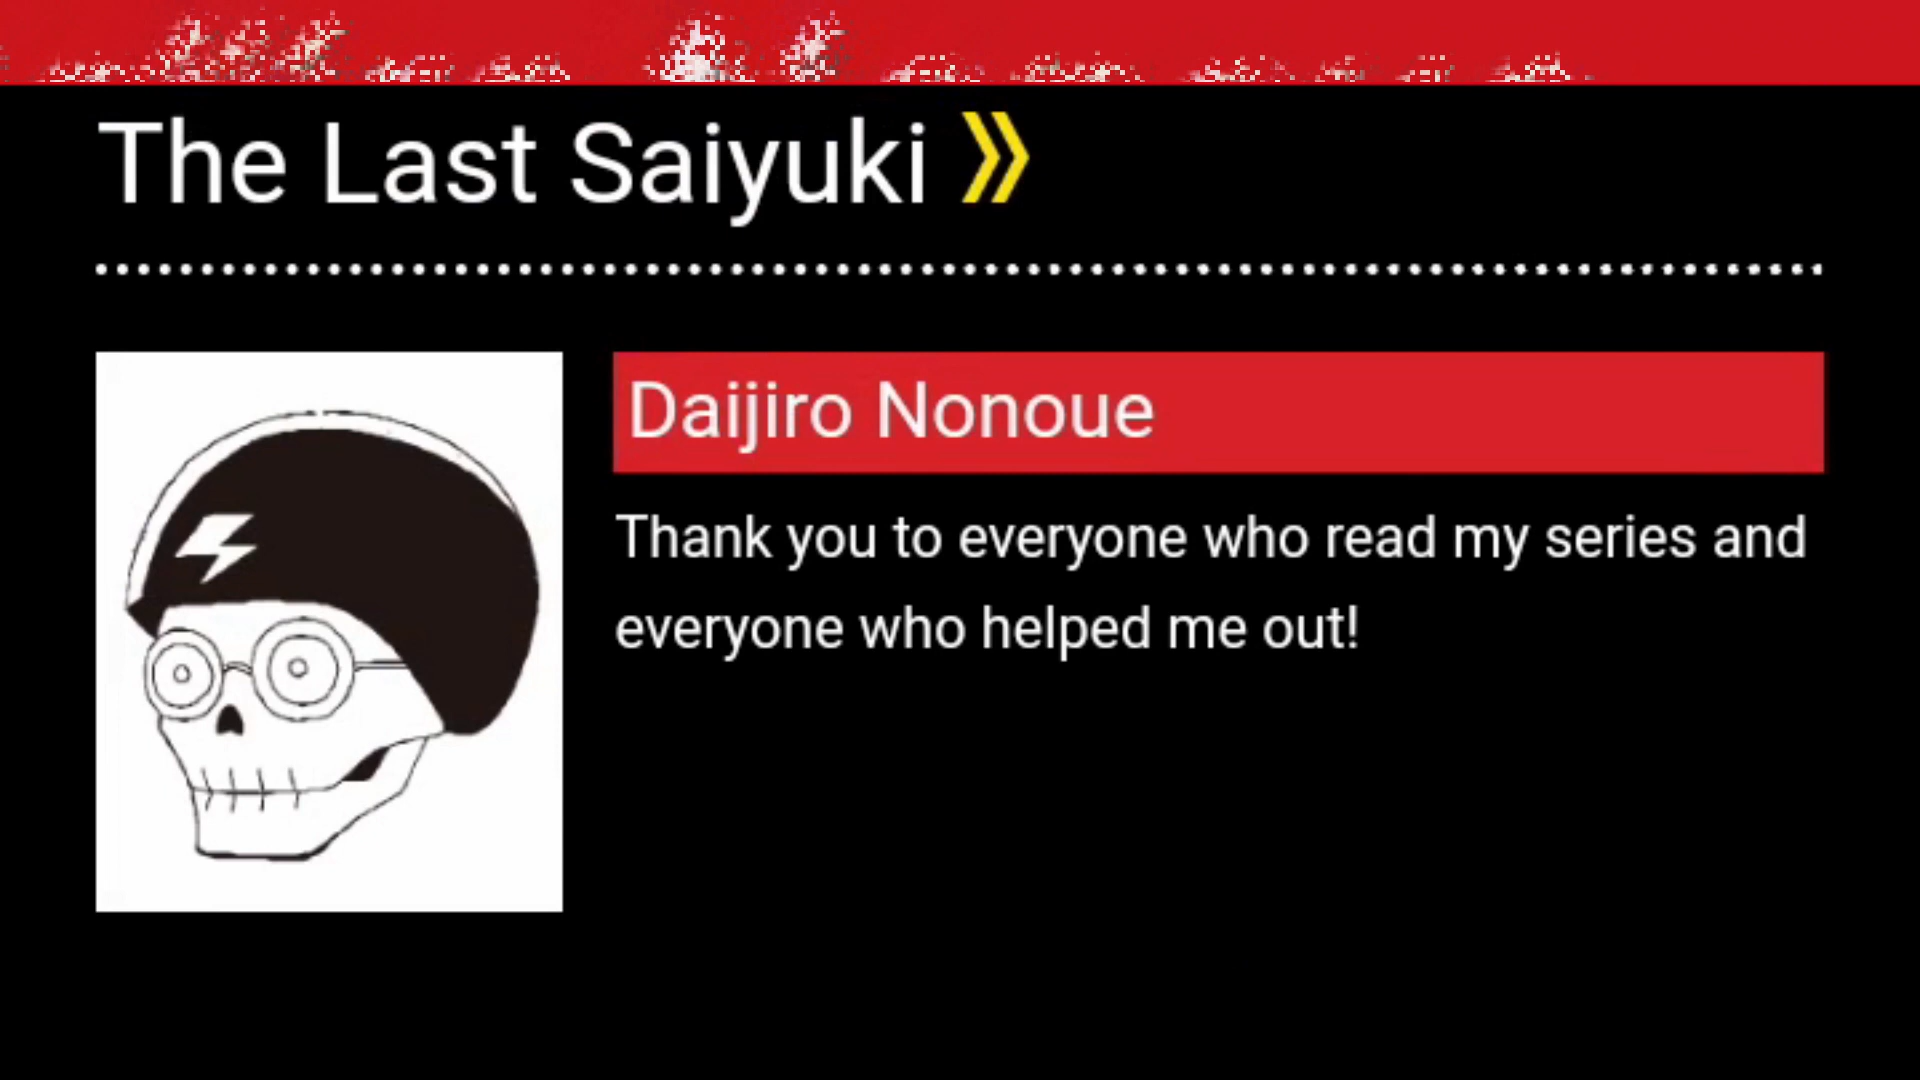 The Last Saiyuki »
Daijiro Nonoue
Thank you to everyone who read my series and
everyone who helped me out!